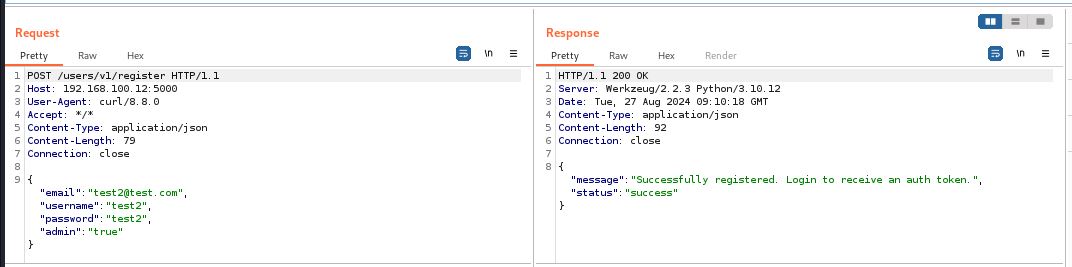 Request
Pretty Raw Hex \n
1 POST /users/v1/register HTTP/1.1
2 Host: 192.168.100.12:5000
3 User-Agent: curl/8.8.0
4 Accept: */*
5 Content-Type: application/json
6 Content-Length: 79
7 Connection: close
8
9 {
"email":"test2@test.com",
"username":"test2",
"password":"test2",
"admin":"true"
}
Response
Pretty Raw Hex Render \n
1 HTTP/1.1 200 OK
2 Server: Werkzeug/2.2.3 Python/3.10.12
3 Date: Tue, 27 Aug 2024 09:10:18 GMT
4 Content-Type: application/json
5 Content-Length: 92
6 Connection: close
7
8 {
"message":"Successfully registered. Login to receive an auth token.",
"status":"success"
}